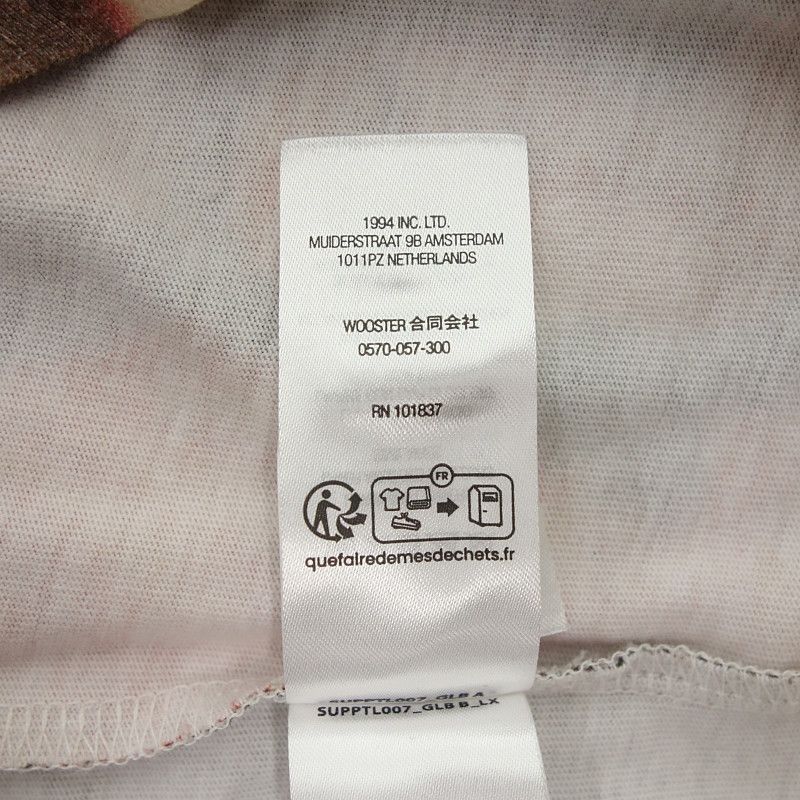 1994 INC. LTD.
MUIDERSTRAAT 9B AMSTERDAM
1011PZ NETHERLANDS
WOOSTER 合同会社
0570-057-300
RN 101837
FR
quefairedemesdechets.fr
SUPPTL007_GLB A
SUPPTL007_GLB B_LX